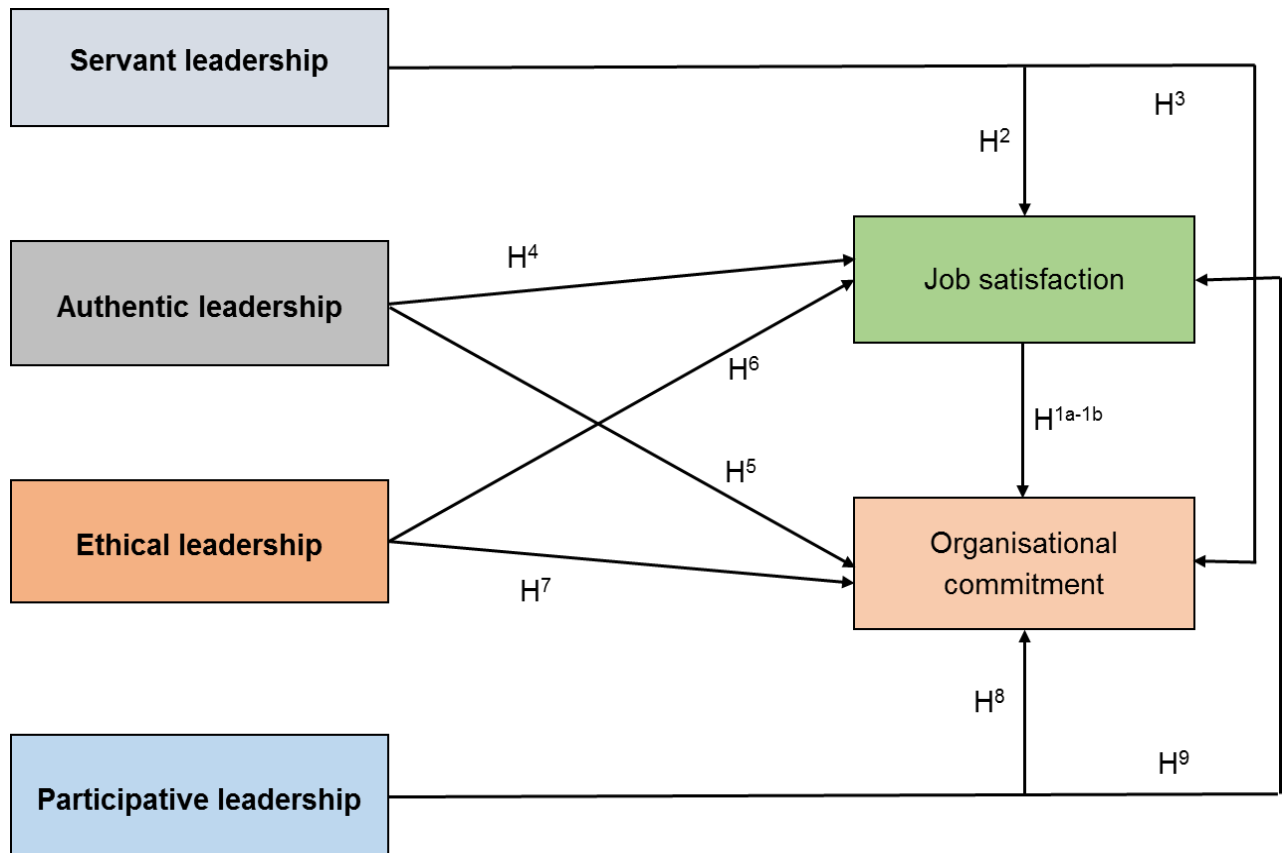 Servant leadership
H³
H²
H⁴
Job satisfaction
Authentic leadership
H⁶
H¹ᵃ⁻¹ᵇ
H⁵
Ethical leadership
Organisational
commitment
H⁷
H⁸
H⁹
Participative leadership